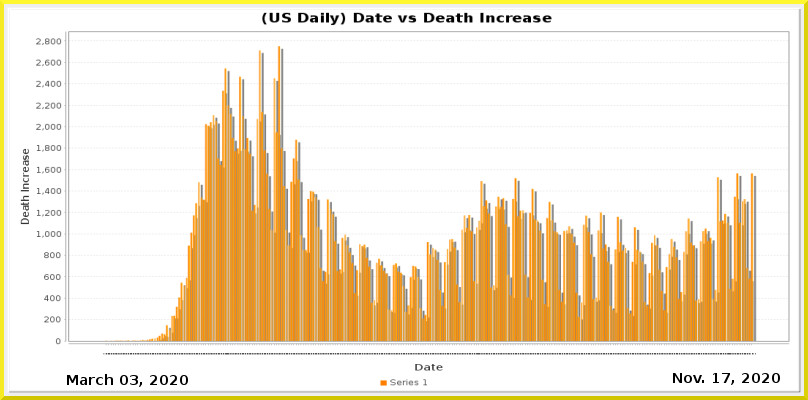 (US Daily) Date vs Death Increase
2,800
2,600
2,400
2,200
2,000
1,800
1,600
1,400
1,200
1,000
800
600
400
200
0
Death Increase
Date
March 03, 2020
Nov. 17, 2020
Series 1